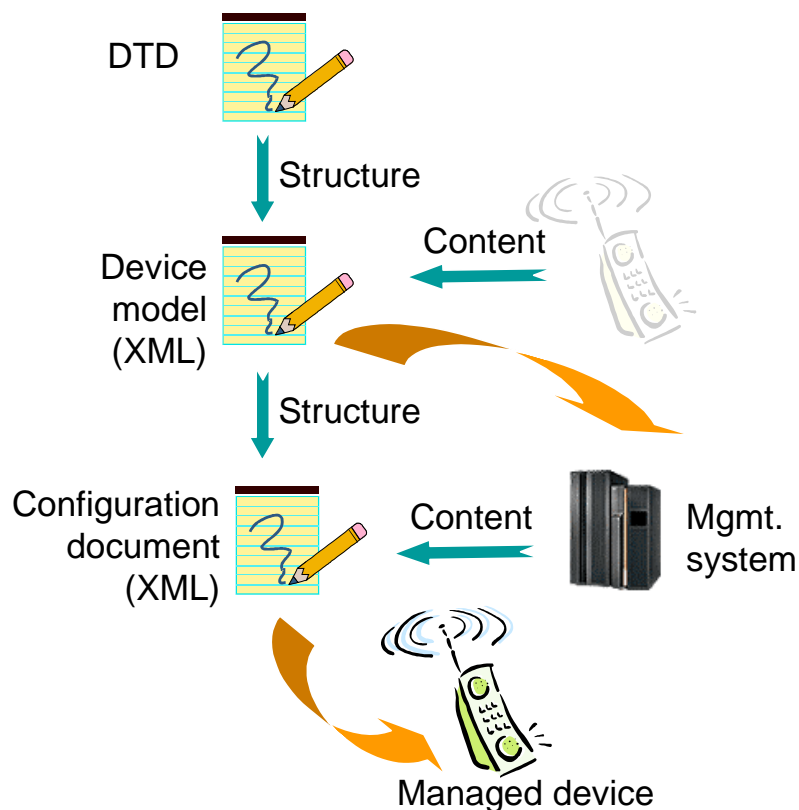 DTD
Structure
Content
Device
model
(XML)
Structure
Configuration
document
(XML)
Content
Mgmt.
system
Managed device